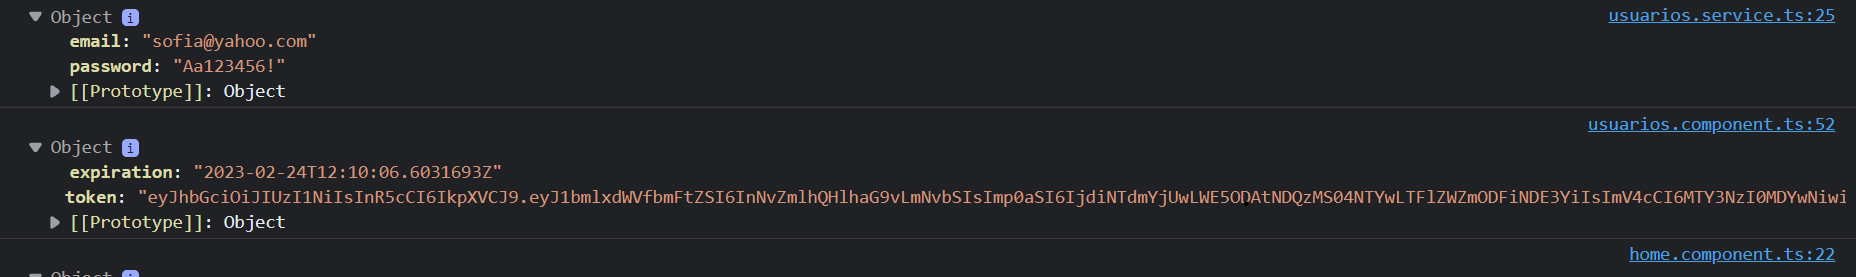 Object i usuarios.service.ts:25
email: "sofia@yahoo.com"
password: "Aa123456!"
[[Prototype]]: Object
usuarios.component.ts:52
Object i
expiration: "2023-02-24T12:10:06.6031693Z"
token: "eyJhbGciOiJIUzI1NiIsInR5cCI6IkpXVCJ9.eyJ1bmlxdWVfbmFtZSI6InNvZmlhQHlhaG9vLmNvbSIsImp0aSI6IjdiNTdmYjUwLWE5ODAtNDQzMS04NTYwLTFlZWZmODFiNDE3YiIsImV4cCI6MTY3NzI0MDYwNiwi
[[Prototype]]: Object
home.component.ts:22
Object i